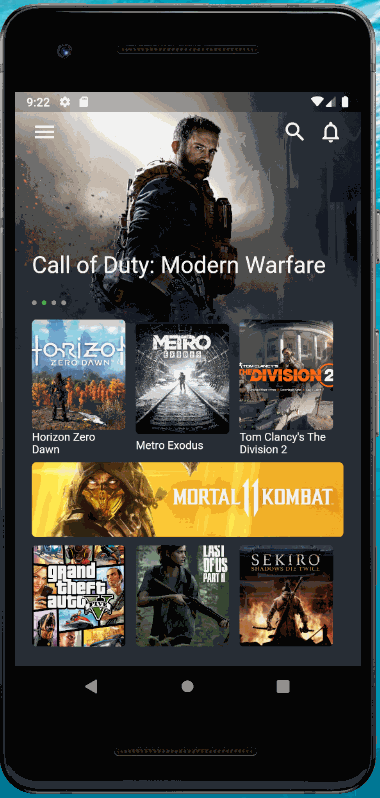 9:22
Call of Duty: Modern Warfare
HORIZON
ZERO DAWN
METRO
EXODUS
TOM CLANCY'S
THE DIVISION 2
Horizon Zero
Dawn
Metro Exodus
Tom Clancy's The
Division 2
MORTAL 11 KOMBAT
grand
theft
auto V
THE
LAST
OF US
PART II
SEKIRO
SHADOWS DIE TWICE